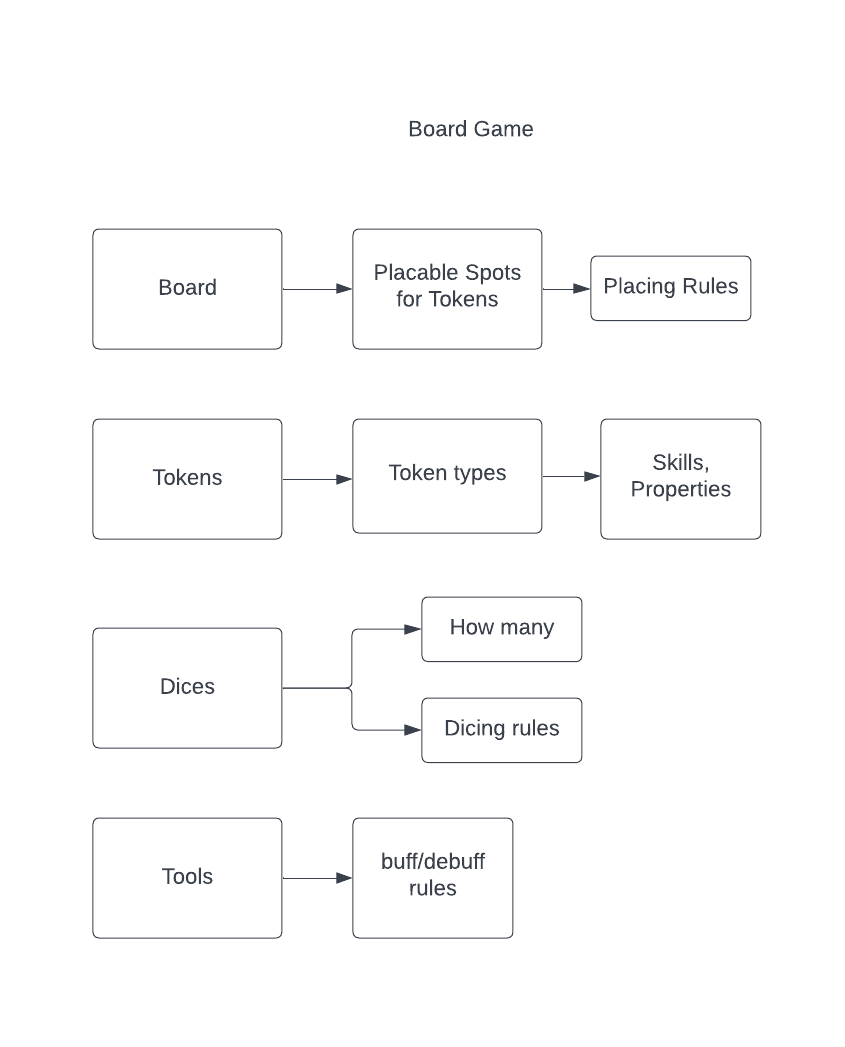 Board Game
Board
Placable Spots
for Tokens
Placing Rules
Tokens
Token types
Skills,
Properties
Dices
How many
Dicing rules
Tools
buff/debuff
rules